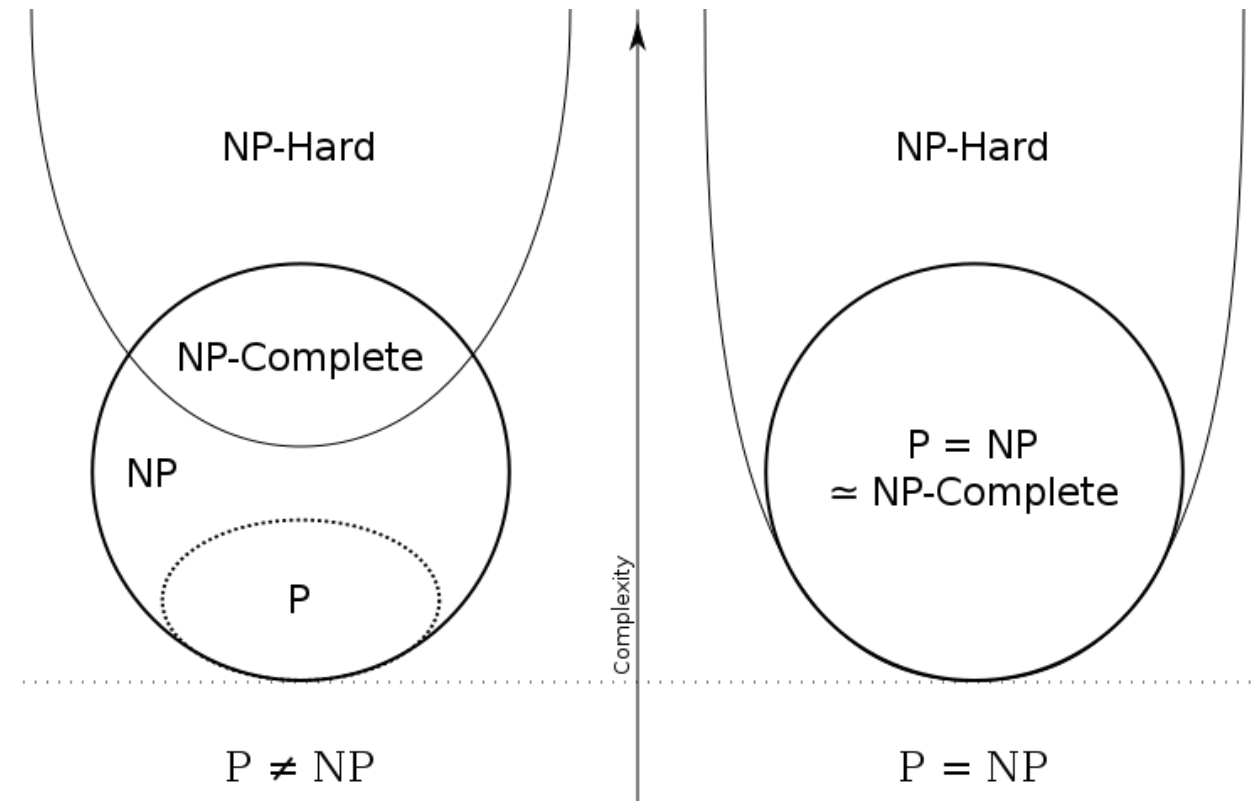 NP-Hard
NP-Complete
NP
P
P ≠ NP
Complexity
NP-Hard
P = NP
≃ NP-Complete
P = NP